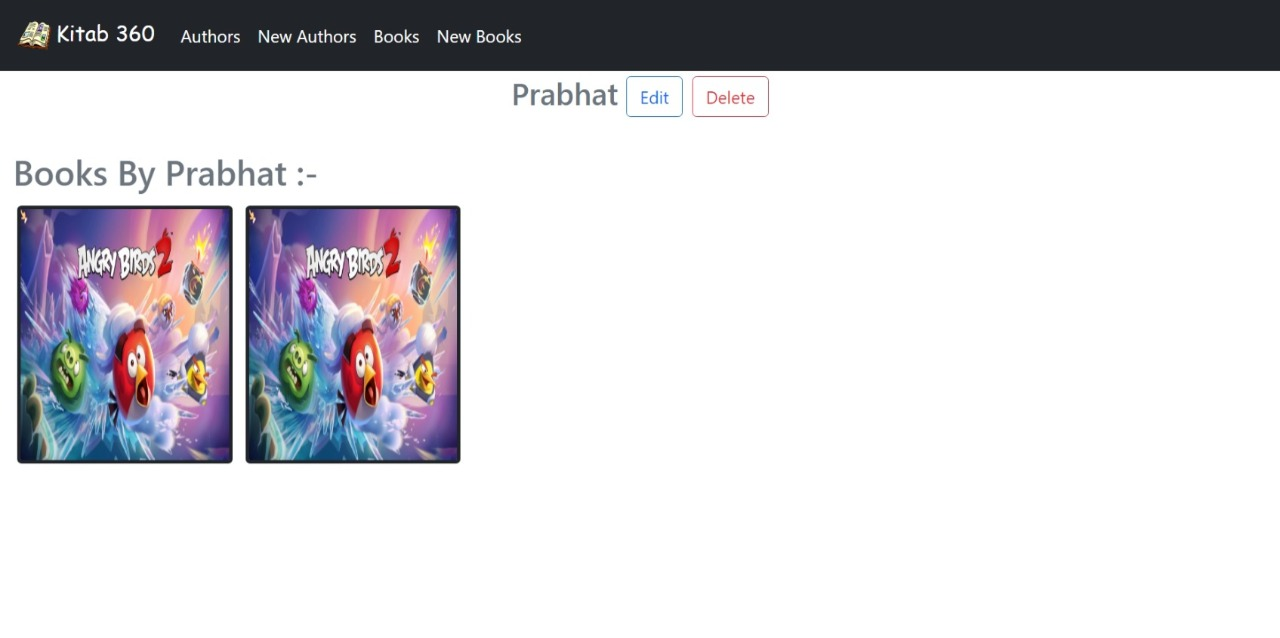 Kitab 360 Authors New Authors Books New Books
Prabhat Edit Delete
Books By Prabhat :-
ANGRY BIRDS 2 ANGRY BIRDS 2